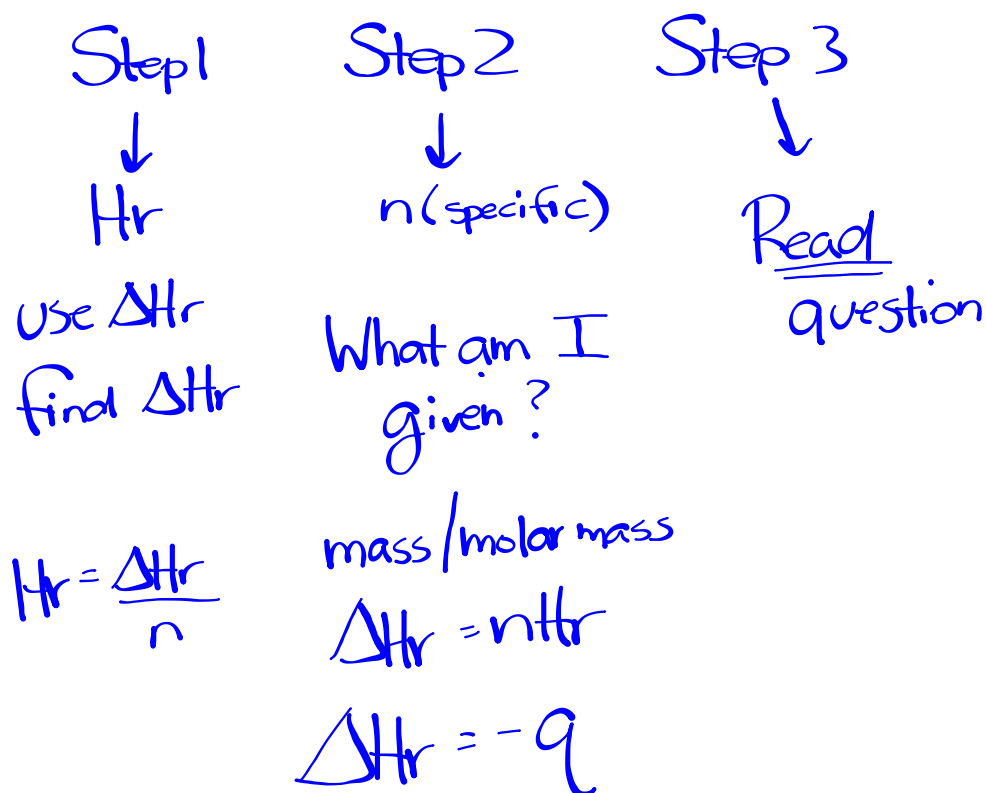 Step 1
↓
Hr
use ΔHr
find ΔHr
Hr = ΔHr / n
Step 2
↓
n (specific)
What am I
given?
mass/molar mass
ΔHr = nHr
ΔHr = -q
Step 3
↓
Read
question